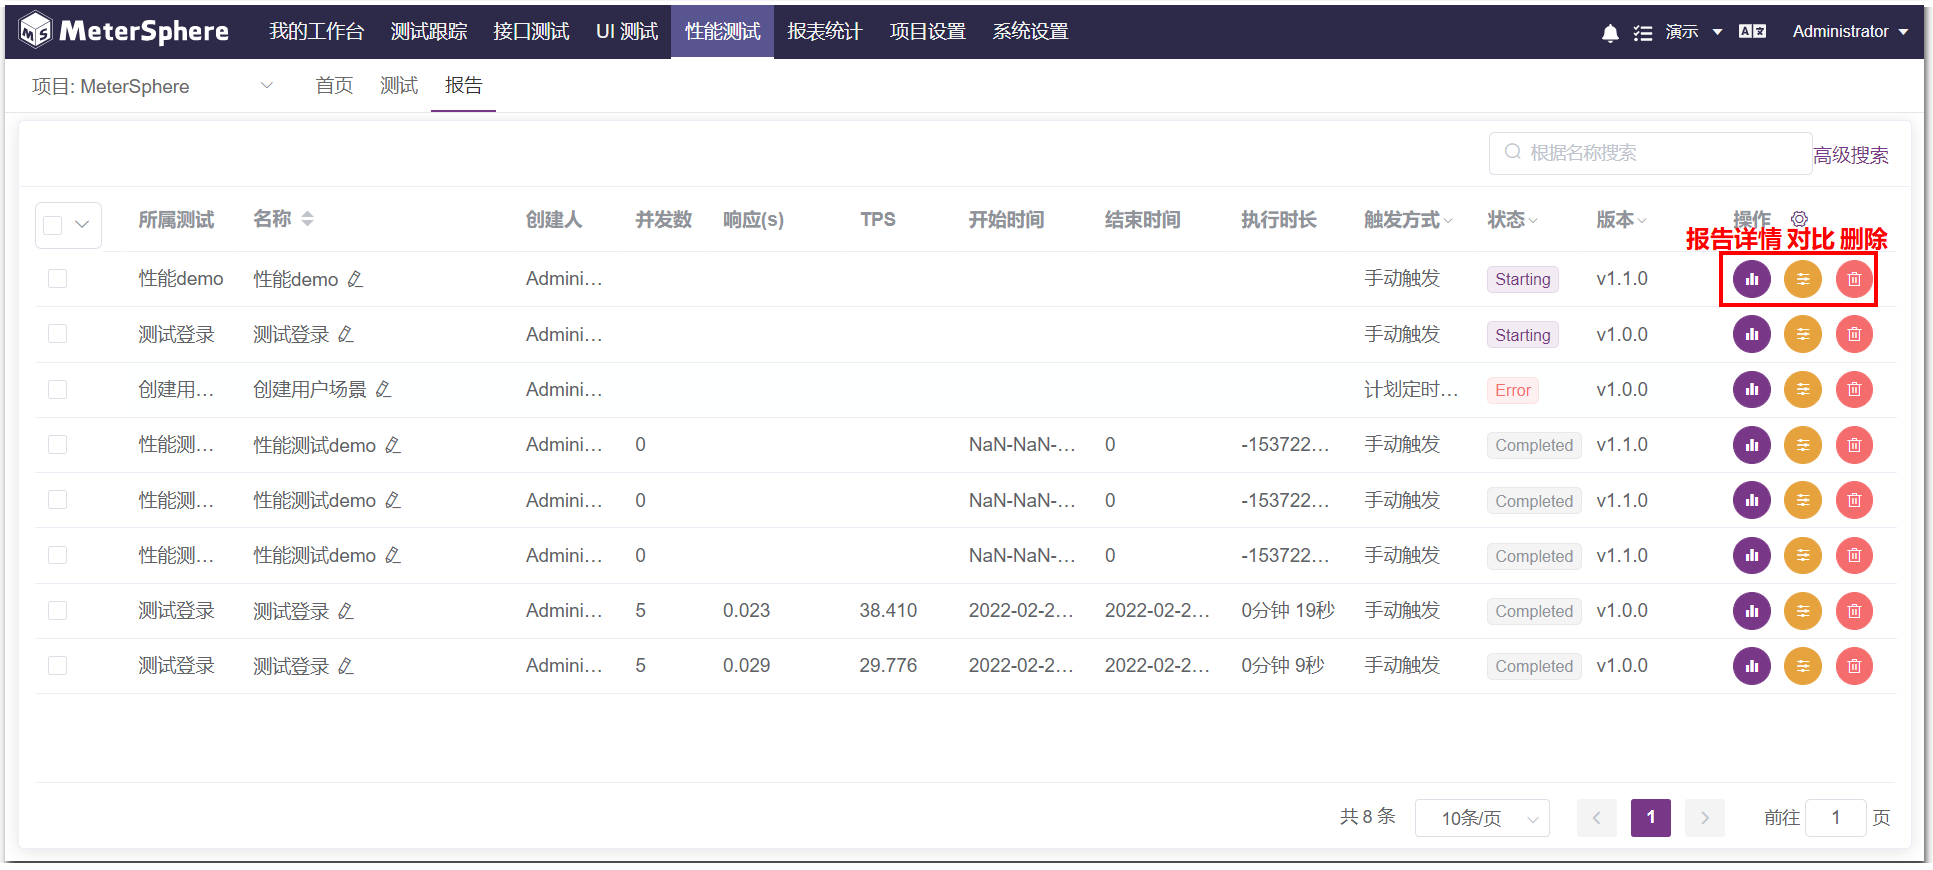 MeterSphere 我的工作台 测试跟踪 接口测试 UI 测试 性能测试 报表统计 项目设置 系统设置 演示 Administrator
项目: MeterSphere 首页 测试 报告
根据名称搜索 高级搜索
所属测试 名称 创建人 并发数 响应(s) TPS 开始时间 结束时间 执行时长 触发方式 状态 版本 操作
报告详情 对比 删除
性能demo 性能demo Admini... 手动触发 Starting v1.1.0
测试登录 测试登录 Admini... 手动触发 Starting v1.0.0
创建用... 创建用户场景 Admini... 计划定时... Error v1.0.0
性能测... 性能测试demo Admini... 0 NaN-NaN-... 0 -153722... 手动触发 Completed v1.1.0
性能测... 性能测试demo Admini... 0 NaN-NaN-... 0 -153722... 手动触发 Completed v1.1.0
性能测... 性能测试demo Admini... 0 NaN-NaN-... 0 -153722... 手动触发 Completed v1.1.0
测试登录 测试登录 Admini... 5 0.023 38.410 2022-02-2... 2022-02-2... 0分钟 19秒 手动触发 Completed v1.0.0
测试登录 测试登录 Admini... 5 0.029 29.776 2022-02-2... 2022-02-2... 0分钟 9秒 手动触发 Completed v1.0.0
共 8 条 10条/页 1 前往 1 页